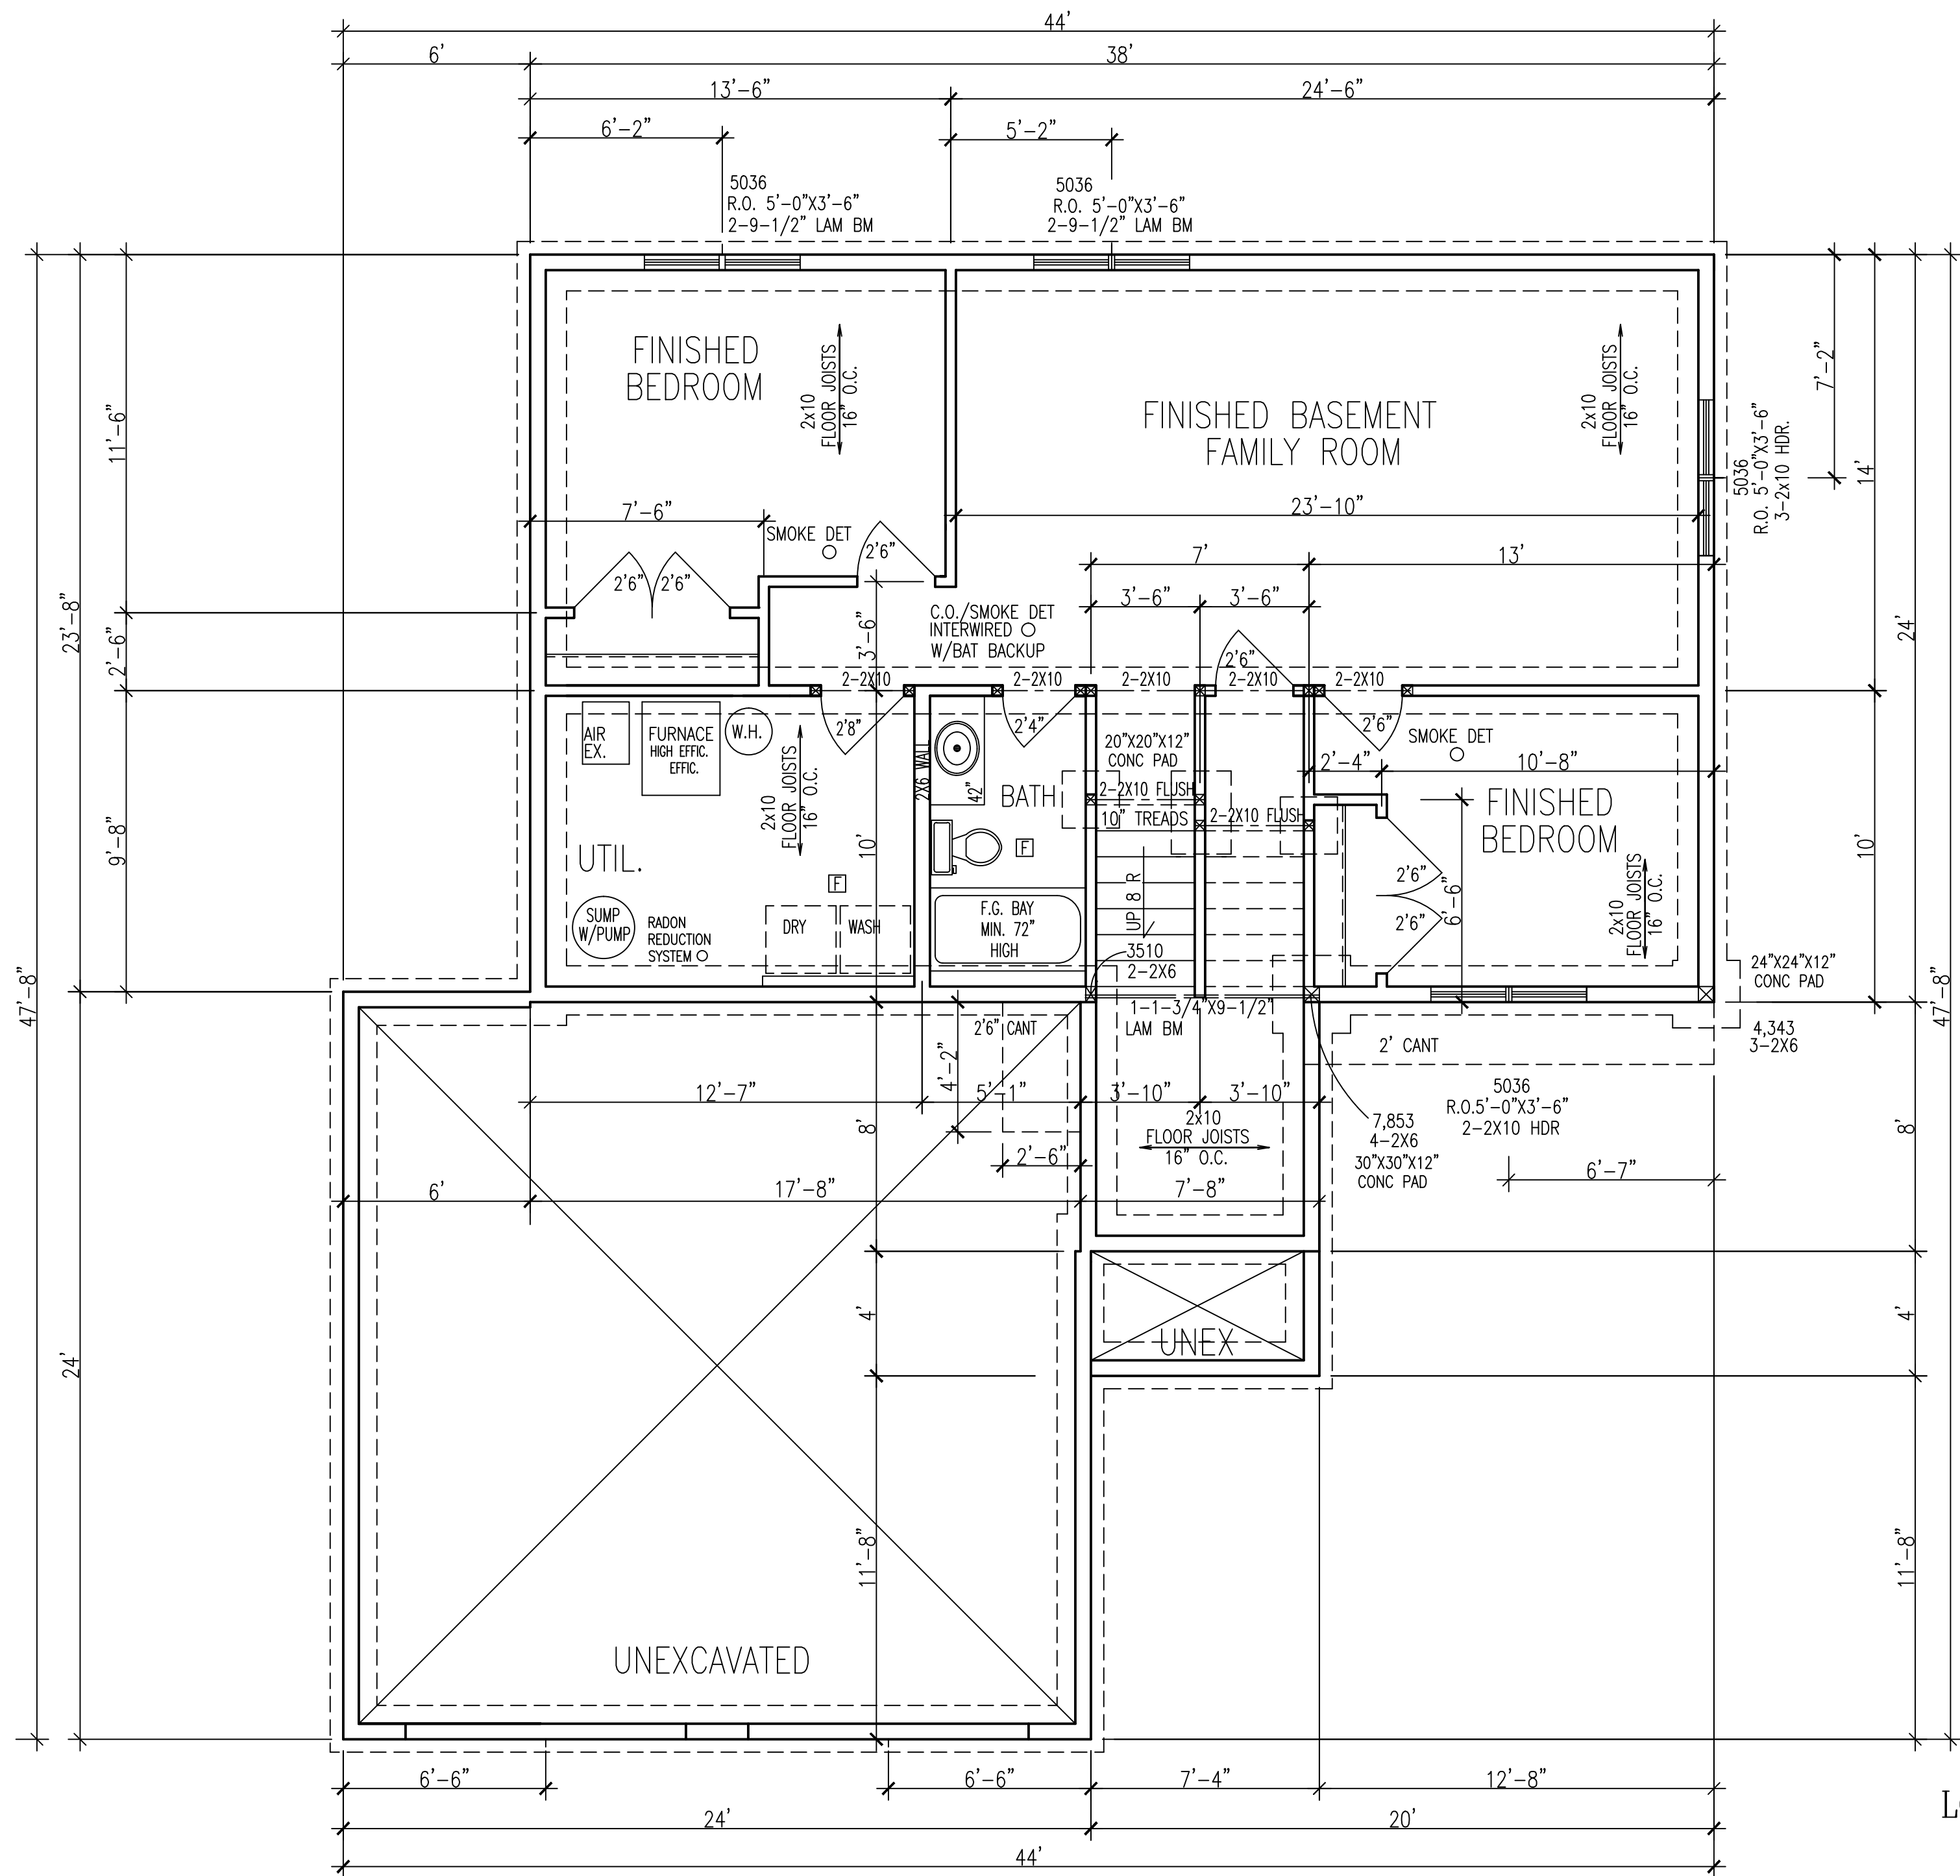 44'
6'
38'
13'-6"
24'-6"
6'-2"
5'-2"
5036
R.O. 5'-0"X3'-6"
2-9-1/2" LAM BM
5036
R.O. 5'-0"X3'-6"
2-9-1/2" LAM BM
FINISHED
BEDROOM
2x10
FLOOR JOISTS
16" O.C.
FINISHED BASEMENT
FAMILY ROOM
2x10
FLOOR JOISTS
16" O.C.
7'-2"
5036
R.O. 5'-0"X3'-6"
3-2x10 HDR.
14'
24'
47'-8"
11'-6"
23'-8"
2'-6"
9'-8"
47'-8"
24'
7'-6"
SMOKE DET
2'6"
2'6"
2'6"
23'-10"
7'
13'
3'-6"
3'-6"
C.O./SMOKE DET
INTERWIRED
W/BAT BACKUP
3'-6"
2'6"
2-2X10
2-2X10
2-2X10
2-2X10
2-2X10
AIR
EX.
FURNACE
HIGH EFFIC.
EFFIC.
W.H.
2'8"
2x10
FLOOR JOISTS
16" O.C.
2X6 WALL
2'4"
42"
BATH
20"X20"X12"
CONC PAD
2-2X10 FLUSH
10" TREADS
2-2X10 FLUSH
2'6"
SMOKE DET
2'-4"
10'-8"
FINISHED
BEDROOM
10'
10'
UTIL.
F
F
SUMP
W/PUMP
RADON
REDUCTION
SYSTEM
DRY
WASH
F.G. BAY
MIN. 72"
HIGH
UP 8 R
3510
2-2X6
2'6"
2'6"
6'-6"
2x10
FLOOR JOISTS
16" O.C.
24"X24"X12"
CONC PAD
1-1-3/4"X9-1/2"
LAM BM
2'6" CANT
4'-2"
2' CANT
4,343
3-2X6
12'-7"
5'-1"
3'-10"
3'-10"
2x10
FLOOR JOISTS
16" O.C.
5036
R.O.5'-0"X3'-6"
2-2X10 HDR
7,853
4-2X6
30"X30"X12"
CONC PAD
6'-7"
8'
8'
2'-6"
6'
17'-8"
7'-8"
4'
4'
UNEX
11'-8"
11'-8"
UNEXCAVATED
6'-6"
6'-6"
7'-4"
12'-8"
24'
20'
44'